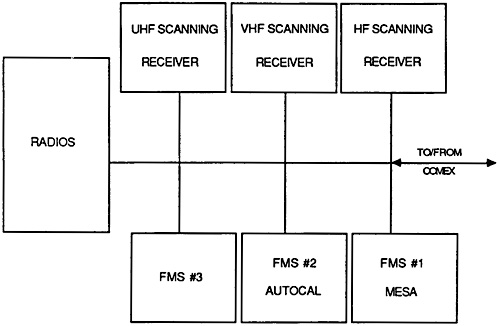 UHF SCANNING
RECEIVER
VHF SCANNING
RECEIVER
HF SCANNING
RECEIVER
RADIOS
TO/FROM
COMEX
FMS #3
FMS #2
AUTOCAL
FMS #1
MESA